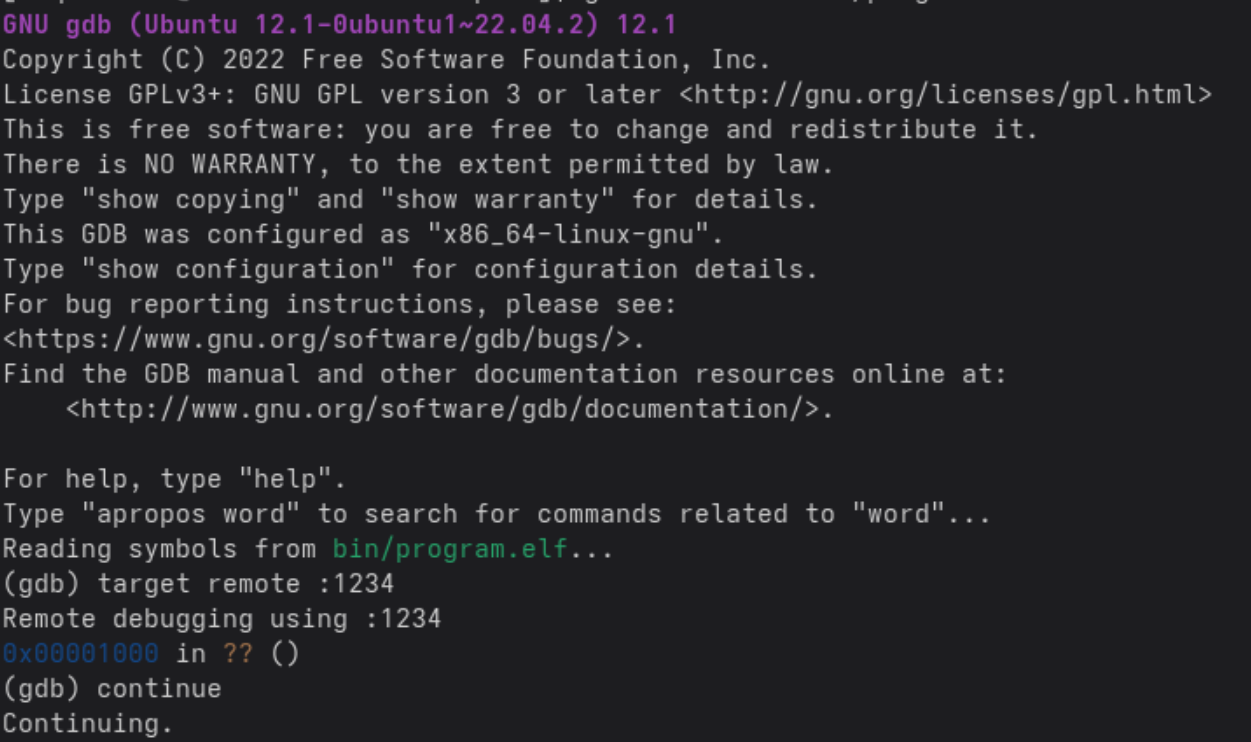 GNU gdb (Ubuntu 12.1-0ubuntu1~22.04.2) 12.1
Copyright (C) 2022 Free Software Foundation, Inc.
License GPLv3+: GNU GPL version 3 or later <http://gnu.org/licenses/gpl.html>
This is free software: you are free to change and redistribute it.
There is NO WARRANTY, to the extent permitted by law.
Type "show copying" and "show warranty" for details.
This GDB was configured as "x86_64-linux-gnu".
Type "show configuration" for configuration details.
For bug reporting instructions, please see:
<https://www.gnu.org/software/gdb/bugs/>.
Find the GDB manual and other documentation resources online at:
    <http://www.gnu.org/software/gdb/documentation/>.

For help, type "help".
Type "apropos word" to search for commands related to "word"...
Reading symbols from bin/program.elf...
(gdb) target remote :1234
Remote debugging using :1234
0x00001000 in ?? ()
(gdb) continue
Continuing.